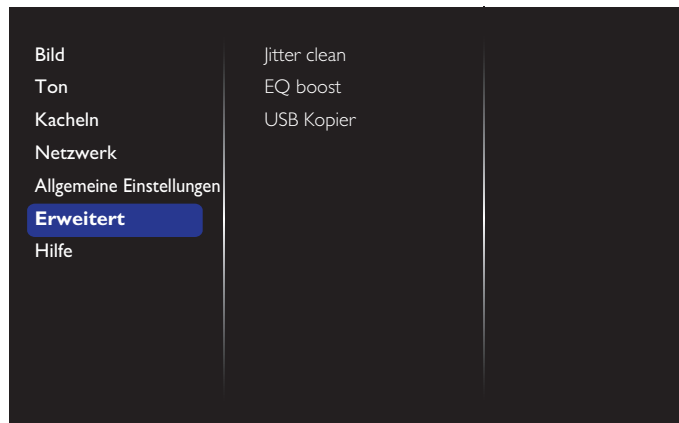 Bild
Ton
Kacheln
Netzwerk
Allgemeine Einstellungen
Erweitert
Hilfe
Jitter clean
EQ boost
USB Kopier